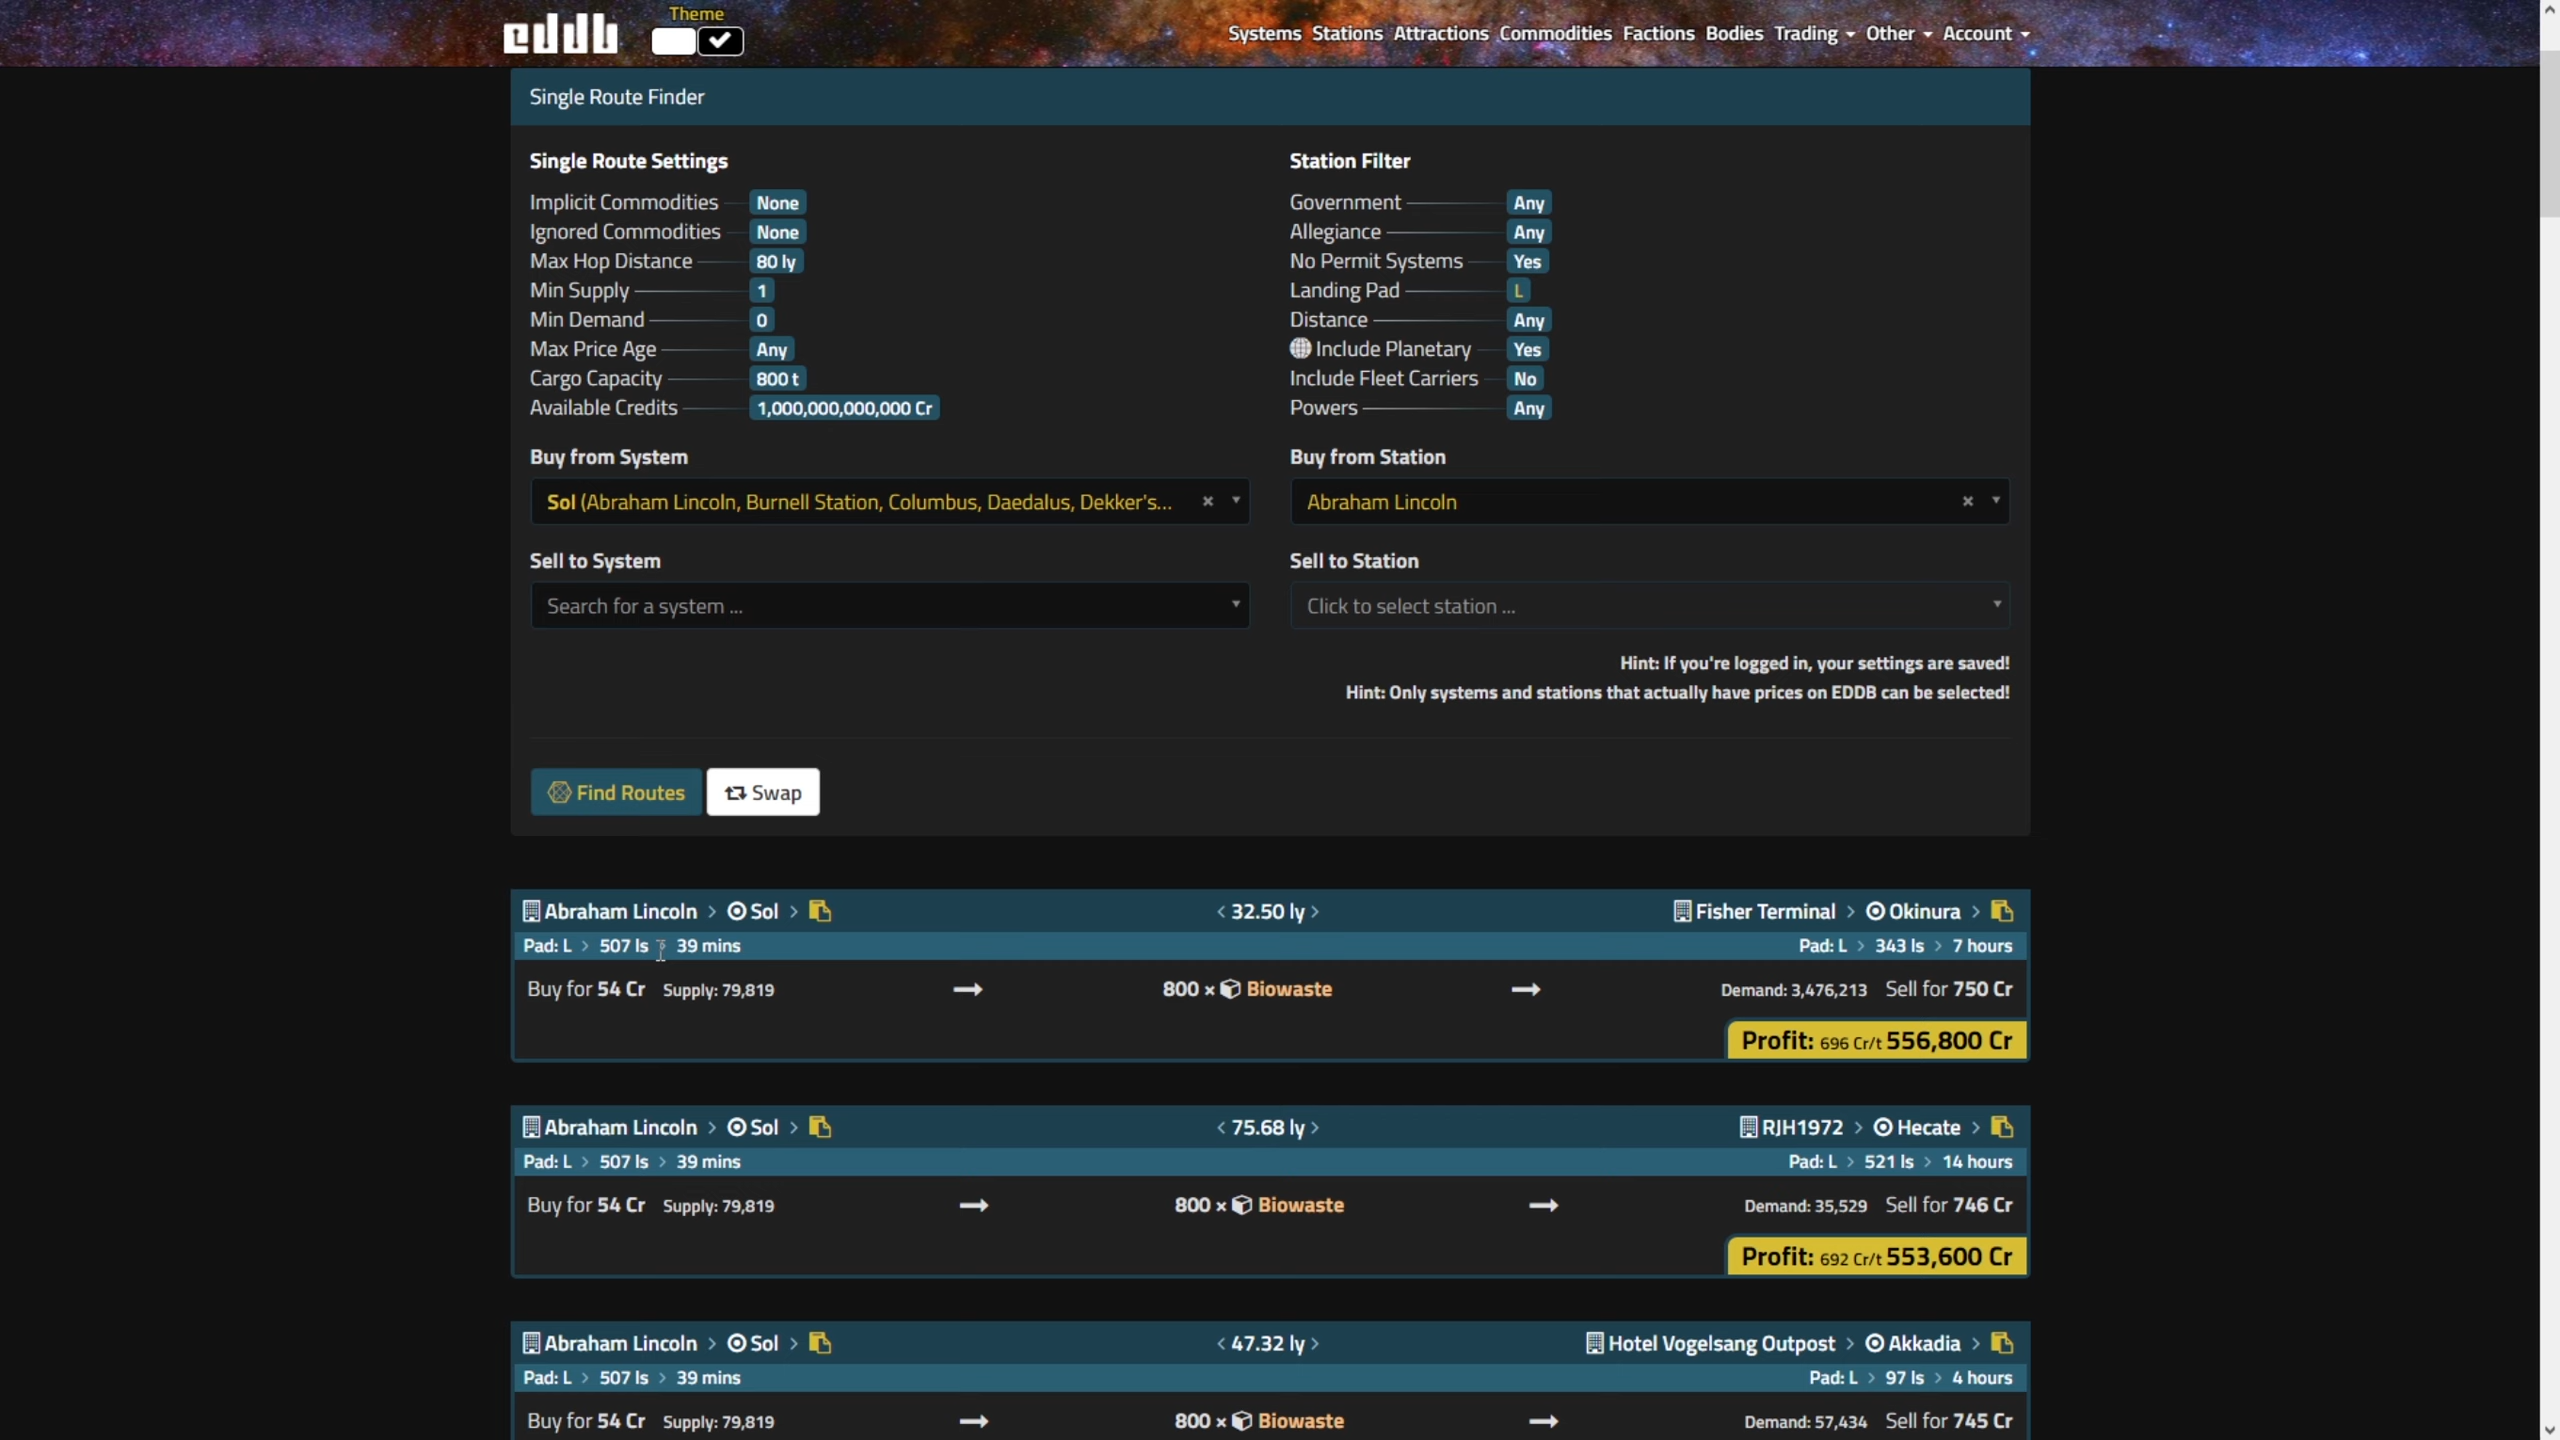 eddb Theme Systems Stations Attractions Commodities Factions Bodies Trading Other Account
Single Route Finder
Single Route Settings
Implicit Commodities None
Ignored Commodities None
Max Hop Distance 80 ly
Min Supply 1
Min Demand 0
Max Price Age Any
Cargo Capacity 800 t
Available Credits 1,000,000,000,000 Cr
Station Filter
Government Any
Allegiance Any
No Permit Systems Yes
Landing Pad L
Distance Any
Include Planetary Yes
Include Fleet Carriers No
Powers Any
Buy from System
Sol (Abraham Lincoln, Burnell Station, Columbus, Daedalus, Dekker's... ×
Buy from Station
Abraham Lincoln ×
Sell to System
Search for a system ...
Sell to Station
Click to select station ...
Hint: If you're logged in, your settings are saved!
Hint: Only systems and stations that actually have prices on EDDB can be selected!
Find Routes Swap
Abraham Lincoln > Sol > < 32.50 ly > Fisher Terminal > Okinura >
Pad: L > 507 ls > 39 mins Pad: L > 343 ls > 7 hours
Buy for 54 Cr Supply: 79,819 → 800 × Biowaste → Demand: 3,476,213 Sell for 750 Cr
Profit: 696 Cr/t 556,800 Cr
Abraham Lincoln > Sol > < 75.68 ly > RJH1972 > Hecate >
Pad: L > 507 ls > 39 mins Pad: L > 521 ls > 14 hours
Buy for 54 Cr Supply: 79,819 → 800 × Biowaste → Demand: 35,529 Sell for 746 Cr
Profit: 692 Cr/t 553,600 Cr
Abraham Lincoln > Sol > < 47.32 ly > Hotel Vogelsang Outpost > Akkadia >
Pad: L > 507 ls > 39 mins Pad: L > 97 ls > 4 hours
Buy for 54 Cr Supply: 79,819 → 800 × Biowaste → Demand: 57,434 Sell for 745 Cr